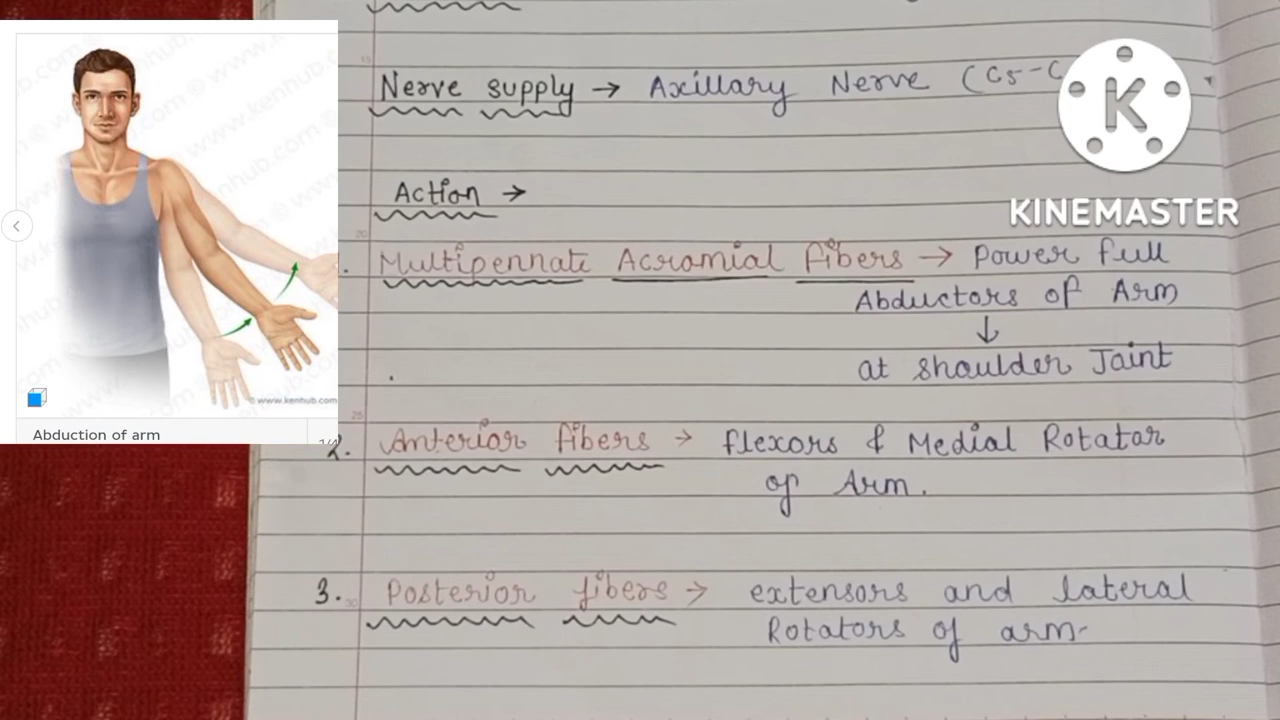 Nerve supply → Axillary Nerve (C5-C
Action →
Multipennate Acromial fibers → Power full
Abductors of Arm
↓
at shoulder Jaint
2. Anterior fibers → flexors & Medial Rotatar
of Arm.
3. Posterior fibers → extensors and lateral
Rotators of arm.
KINEMASTER
© www.kenhub.com
Abduction of arm